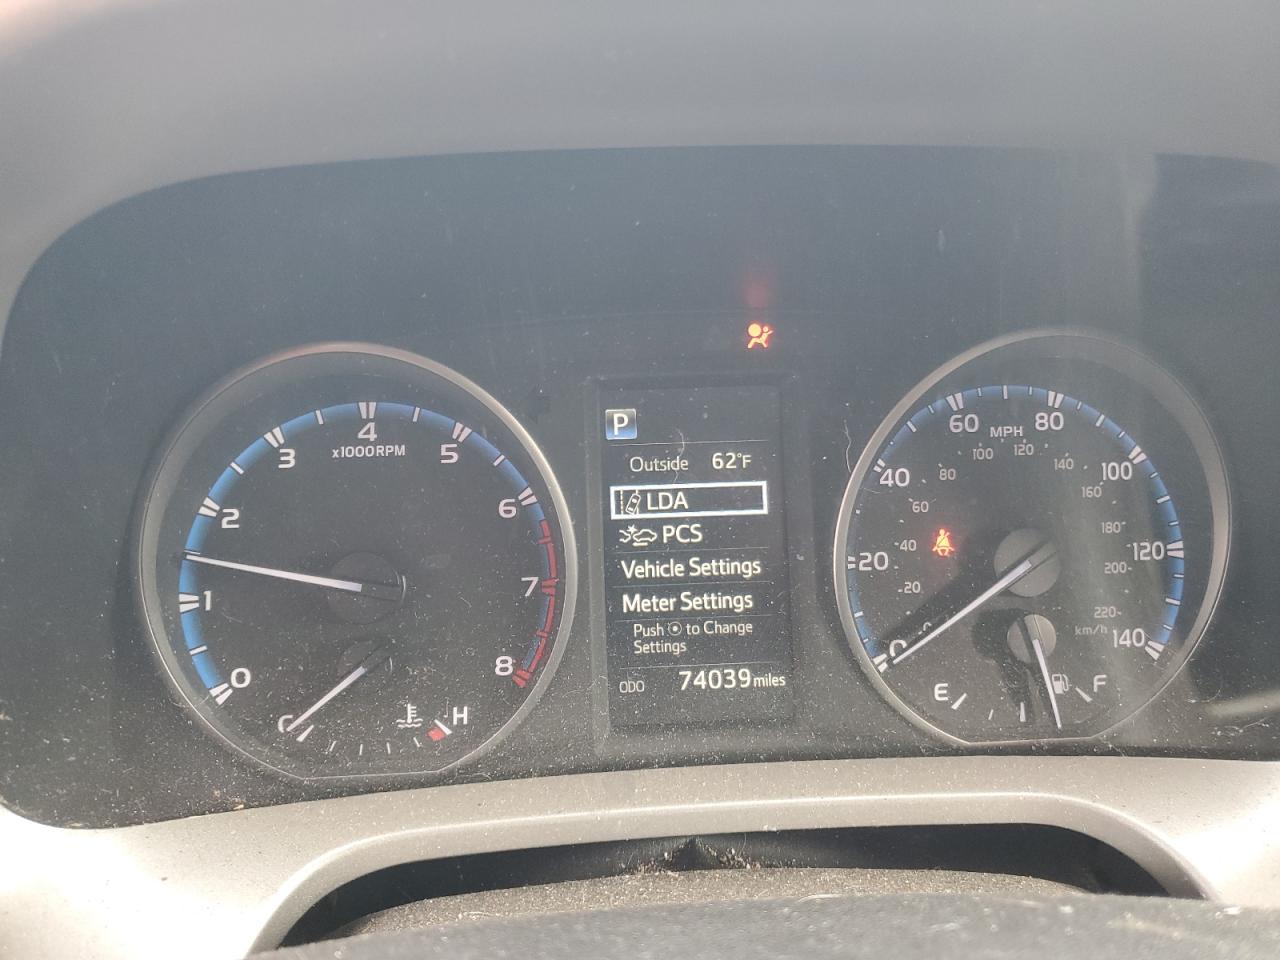 0
1
2
3
4
5
6
7
8
x1000RPM
C
H
P
Outside 62°F
LDA
PCS
Vehicle Settings
Meter Settings
Push to Change
Settings
ODO 74039 miles
0
20
40
60
80
100
120
140
MPH
0
20
40
60
80
100
120
140
160
180
200
220
km/h
E
F